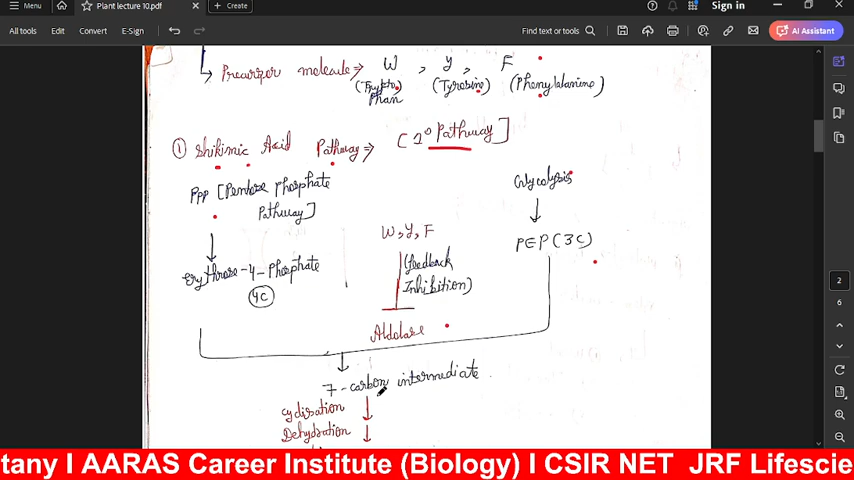 Menu
Plant lecture 10.pdf
Create
Sign in
All tools
Edit
Convert
E-Sign
Find text or tools
AI Assistant
Precurser molecule ⇒ W , Y , F
(Trypto Phan) (Tyrosine) (Phenylalanine)
① Shikimic Acid Pathway ⇒ [1° Pathway]
PPP [Pentose phosphate Pathway]
Glycolysis
W, Y, F
PEP (3C)
Erythrose-4-Phosphate
(feedback Inhibition)
4C
Aldolase
7-carbon intermediate
cyclisation
Dehydration
2
6
tany I AARAS Career Institute (Biology) I CSIR NET JRF Lifescie